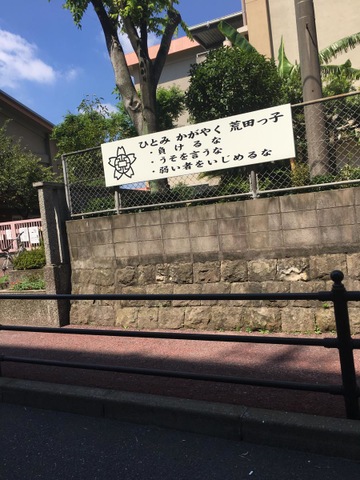 ひとみ かがやく 荒田っ子
・負けるな
・うそを言うな
・弱い者をいじめるな